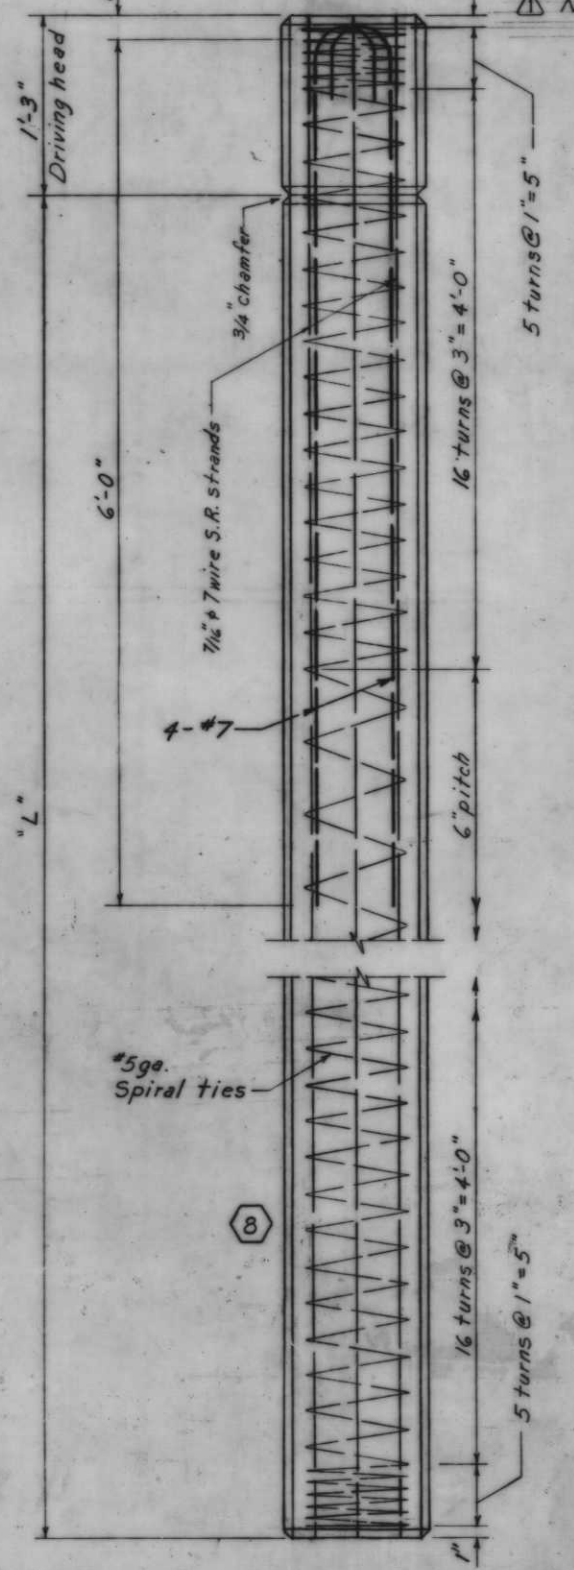 1'-3"
Driving head
3/4" chamfer
5 turns @ 1" = 5"
16 turns @ 3" = 4'-0"
6'-0"
7/16" ϕ 7 wire S.R. strands
4-#7
6" pitch
"L"
#5 ga.
Spiral ties
8
16 turns @ 3" = 4'-0"
5 turns @ 1" = 5"
1"